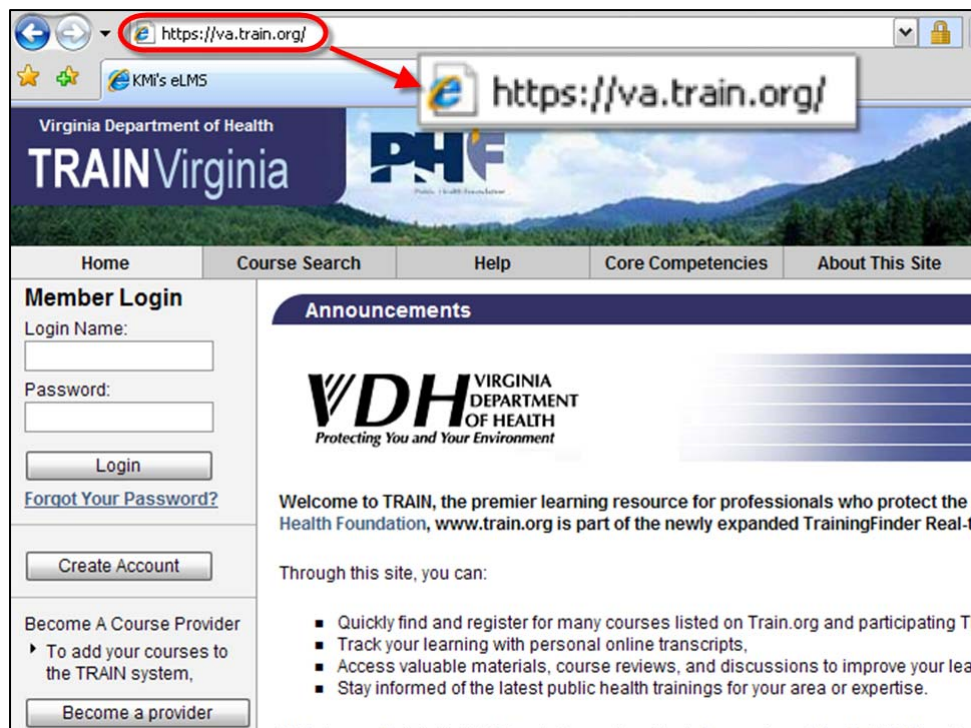 https://va.train.org/
KMi's eLMS
https://va.train.org/
Virginia Department of Health
TRAINVirginia
PHF
Public Health Foundation
Home Course Search Help Core Competencies About This Site
Member Login
Login Name:
Password:
Login
Forgot Your Password?
Create Account
Become A Course Provider
To add your courses to
the TRAIN system,
Become a provider
Announcements
VDH VIRGINIA
DEPARTMENT
OF HEALTH
Protecting You and Your Environment
Welcome to TRAIN, the premier learning resource for professionals who protect the
Health Foundation, www.train.org is part of the newly expanded TrainingFinder Real-t
Through this site, you can:
Quickly find and register for many courses listed on Train.org and participating T
Track your learning with personal online transcripts,
Access valuable materials, course reviews, and discussions to improve your lea
Stay informed of the latest public health trainings for your area or expertise.